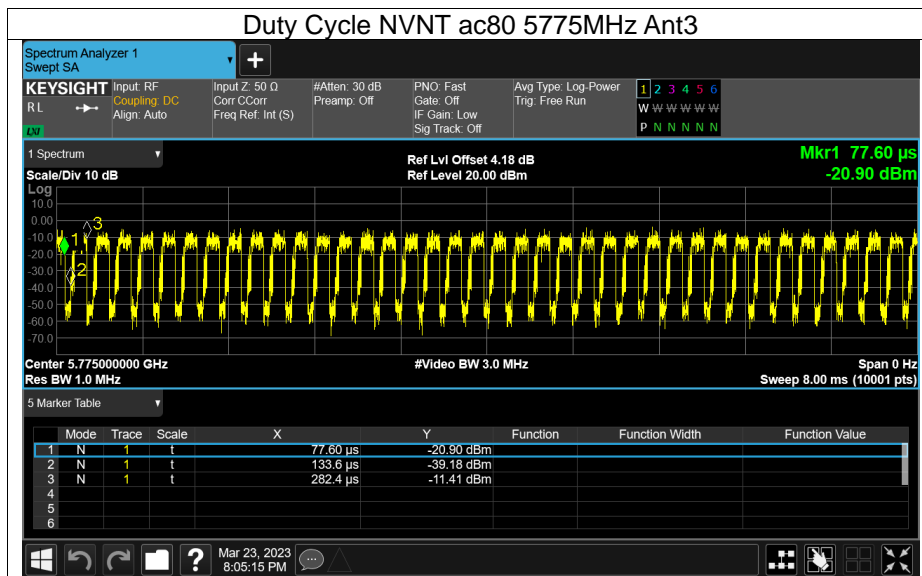 Duty Cycle NVNT ac80 5775MHz Ant3
Spectrum Analyzer 1
Swept SA
+
KEYSIGHT
R L
LXI
Input: RF
Coupling: DC
Align: Auto
Input Z: 50 Ω
Corr CCorr
Freq Ref: Int (S)
#Atten: 30 dB
Preamp: Off
PNO: Fast
Gate: Off
IF Gain: Low
Sig Track: Off
Avg Type: Log-Power
Trig: Free Run
1 2 3 4 5 6
W W W W W W
P N N N N N
1 Spectrum
Scale/Div 10 dB
Ref Lvl Offset 4.18 dB
Ref Level 20.00 dBm
Mkr1 77.60 µs
-20.90 dBm
Log
10.0
0.00
-10.0
-20.0
-30.0
-40.0
-50.0
-60.0
-70.0
1
2
3
Center 5.775000000 GHz
Res BW 1.0 MHz
#Video BW 3.0 MHz
Span 0 Hz
Sweep 8.00 ms (10001 pts)
5 Marker Table
Mode Trace Scale X Y Function Function Width Function Value
1 N 1 t 77.60 µs -20.90 dBm
2 N 1 t 133.6 µs -39.18 dBm
3 N 1 t 282.4 µs -11.41 dBm
4
5
6
?
Mar 23, 2023
8:05:15 PM